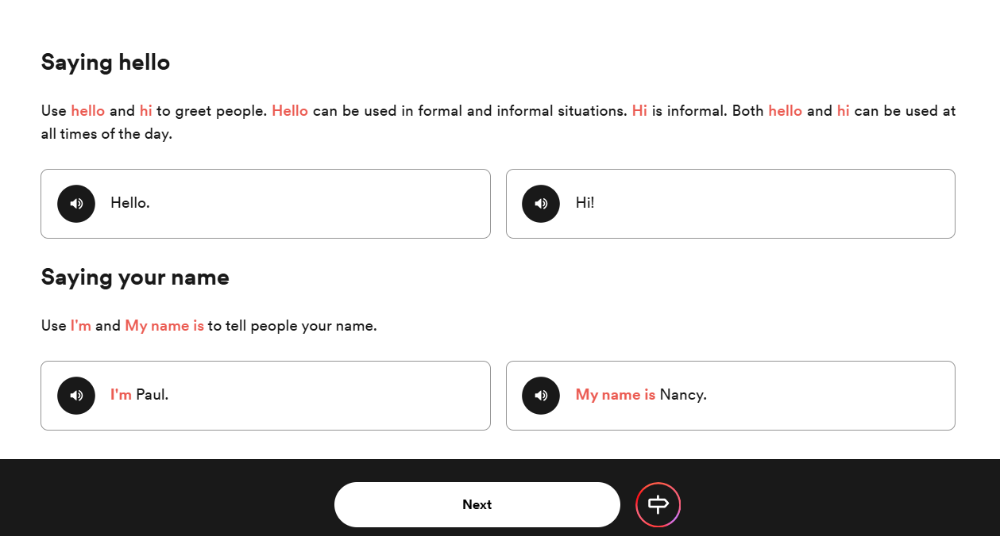 Saying hello
Use hello and hi to greet people. Hello can be used in formal and informal situations. Hi is informal. Both hello and hi can be used at
all times of the day.
Hello.
Hi!
Saying your name
Use I'm and My name is to tell people your name.
I'm Paul.
My name is Nancy.
Next